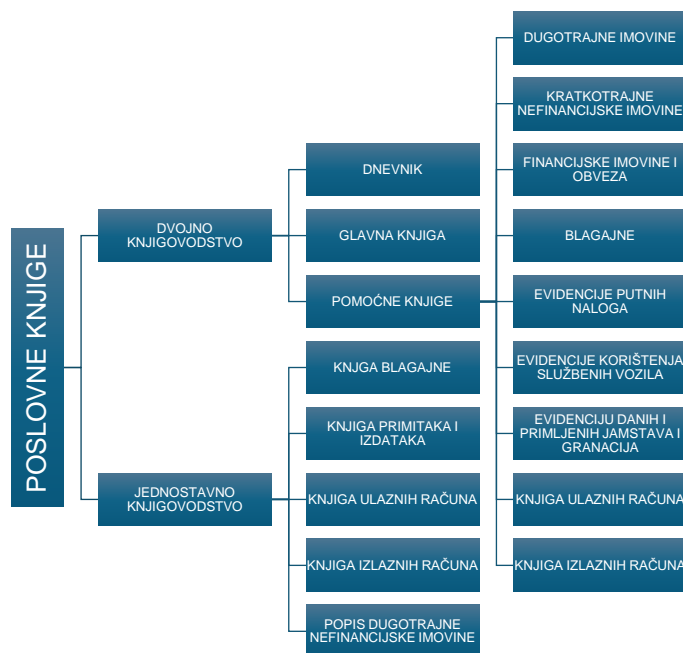 POSLOVNE KNJIGE
DVOJNO
KNJIGOVODSTVO
DNEVNIK
GLAVNA KNJIGA
POMOĆNE KNJIGE
DUGOTRAJNE IMOVINE
KRATKOTRAJNE
NEFINANCIJSKE IMOVINE
FINANCIJSKE IMOVINE I
OBVEZA
BLAGAJNE
EVIDENCIJE PUTNIH
NALOGA
EVIDENCIJE KORIŠTENJA
SLUŽBENIH VOZILA
EVIDENCIJU DANIH I
PRIMLJENIH JAMSTAVA I
GRANACIJA
KNJIGA ULAZNIH RAČUNA
KNJIGA IZLAZNIH RAČUNA
JEDNOSTAVNO
KNJIGOVODSTVO
KNJGA BLAGAJNE
KNJIGA PRIMITAKA I
IZDATAKA
KNJIGA ULAZNIH RAČUNA
KNJIGA IZLAZNIH RAČUNA
POPIS DUGOTRAJNE
NEFINANCIJSKE IMOVINE